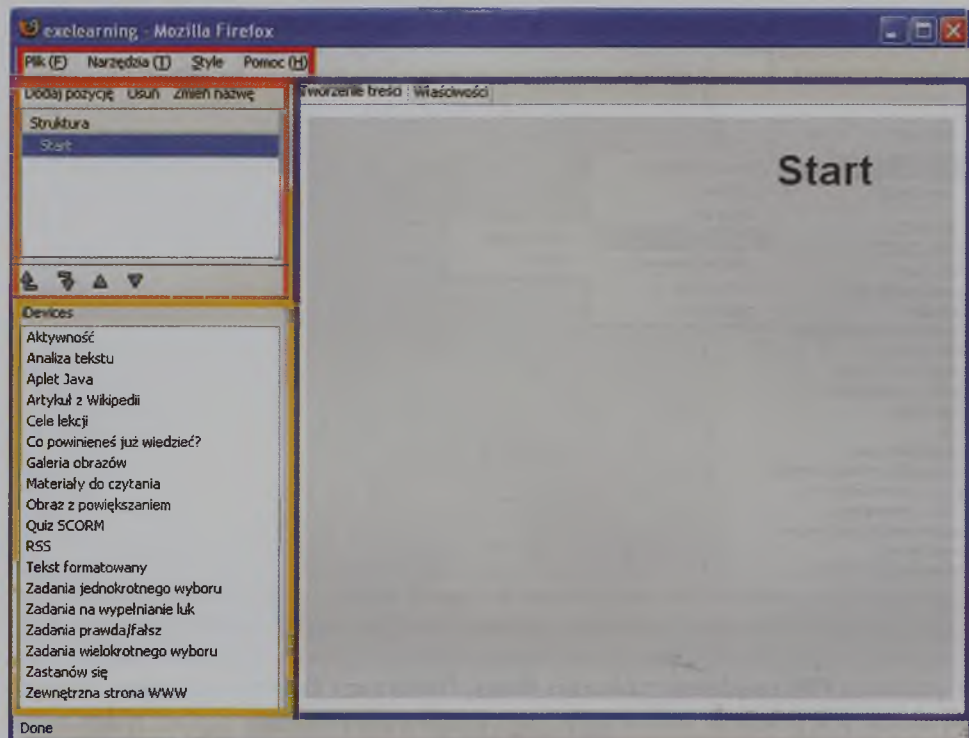 exelearning - Mozilla Firefox
Plik (F) Narzędzia (T) Style Pomoc (H)
Dodaj pozycję Usuń Zmień nazwę
Struktura
Start
Tworzenie treści Właściwości
Start
iDevices
Aktywność
Analiza tekstu
Aplet Java
Artykuł z Wikipedii
Cele lekcji
Co powinieneś już wiedzieć?
Galeria obrazów
Materiały do czytania
Obraz z powiększaniem
Quiz SCORM
RSS
Tekst formatowany
Zadania jednokrotnego wyboru
Zadania na wypełnianie luk
Zadania prawda/fałsz
Zadania wielokrotnego wyboru
Zastanów się
Zewnętrzna strona WWW
Done